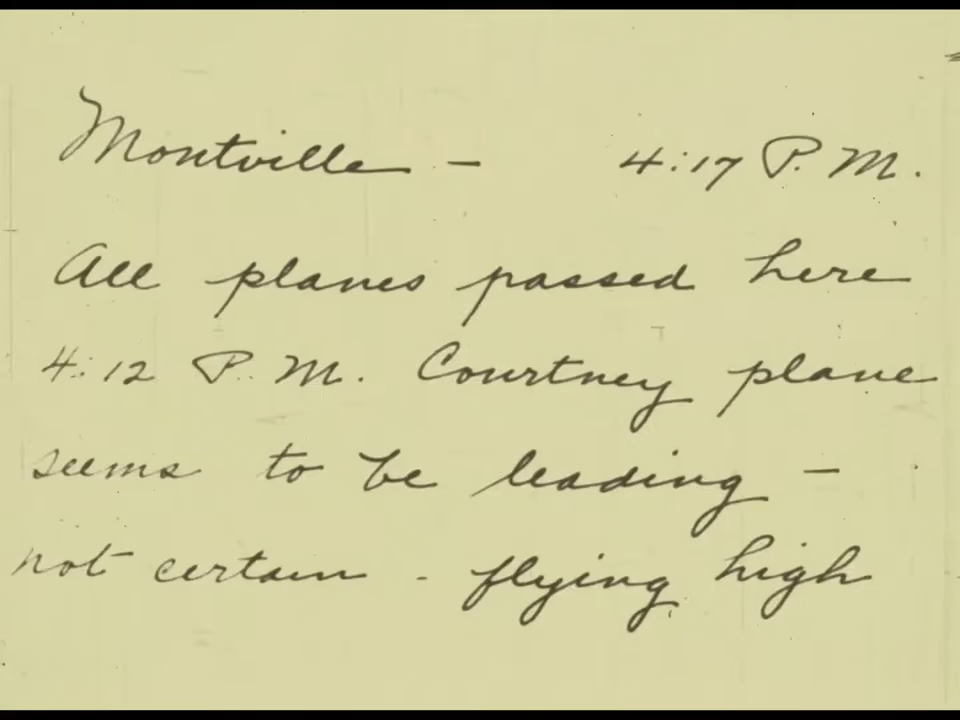 Montville - 4:17 P.M.
All planes passed here
4:12 P.M. Courtney plane
seems to be leading -
not certain - flying high